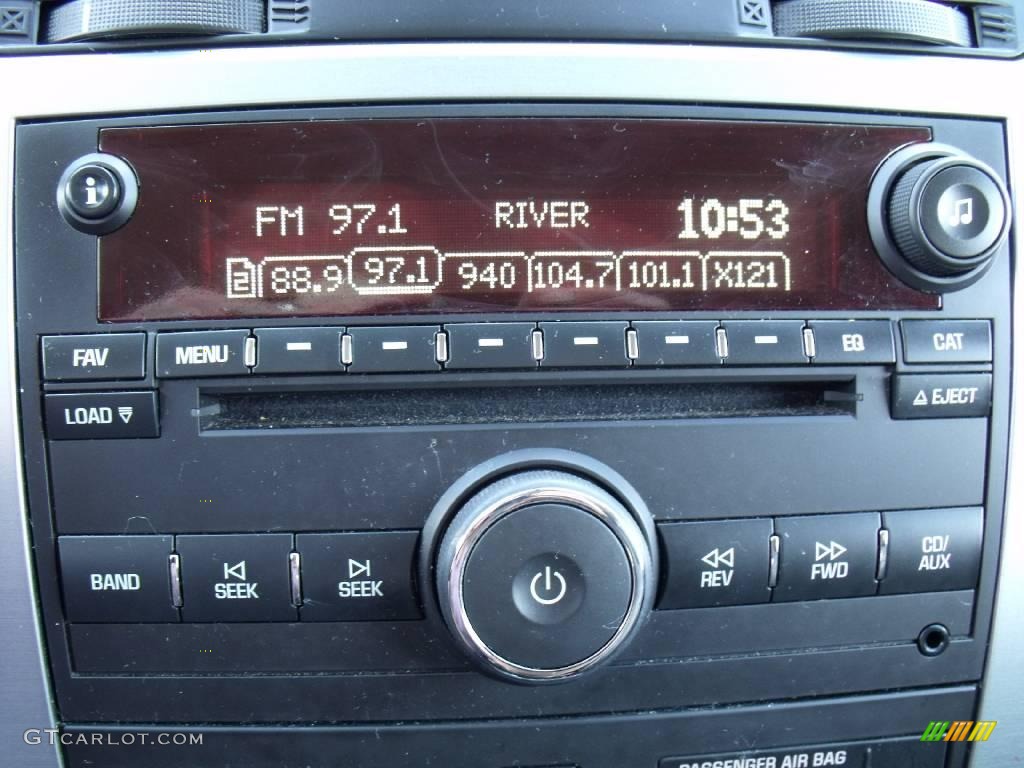 i
FM 97.1 RIVER 10:53
2 88.9 97.1 940 104.7 101.1 X121
FAV MENU EQ CAT
LOAD EJECT
BAND SEEK SEEK REV FWD CD/AUX
GTCARLOT.COM
PASSENGER AIR BAG